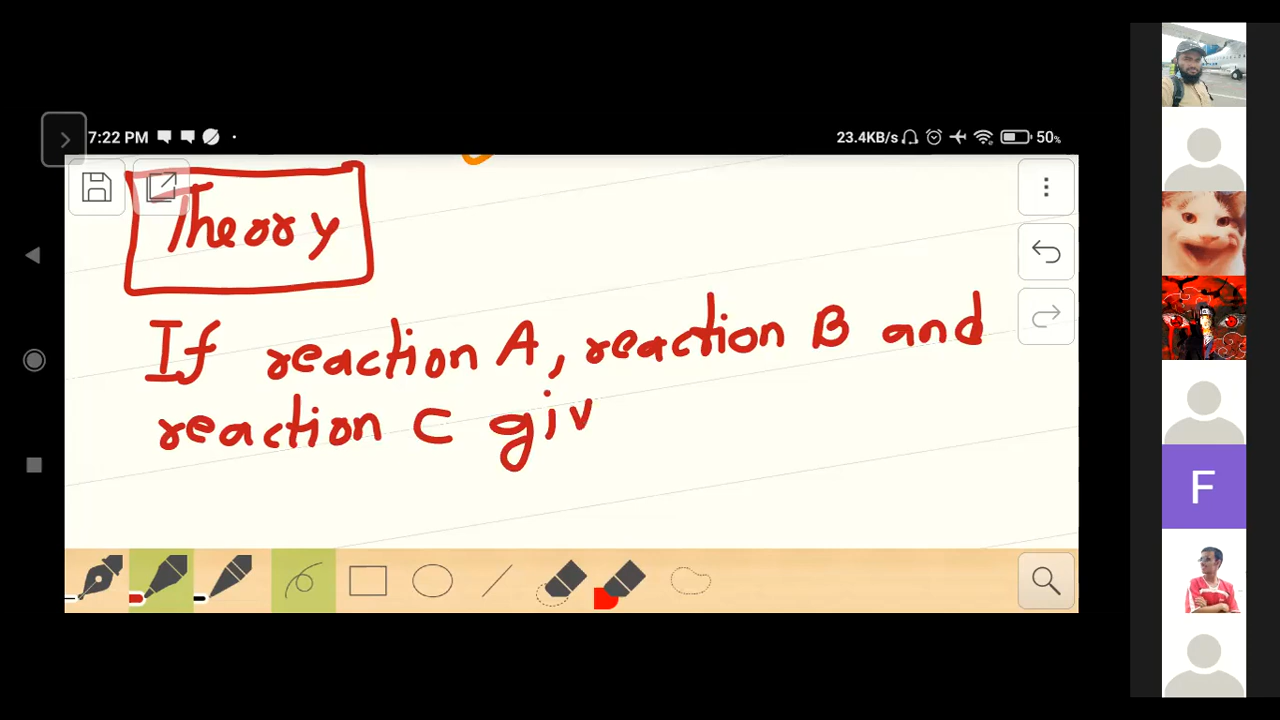 7:22 PM
23.4KB/s
50%
Theory
If reaction A, reaction B and
reaction C giv
F